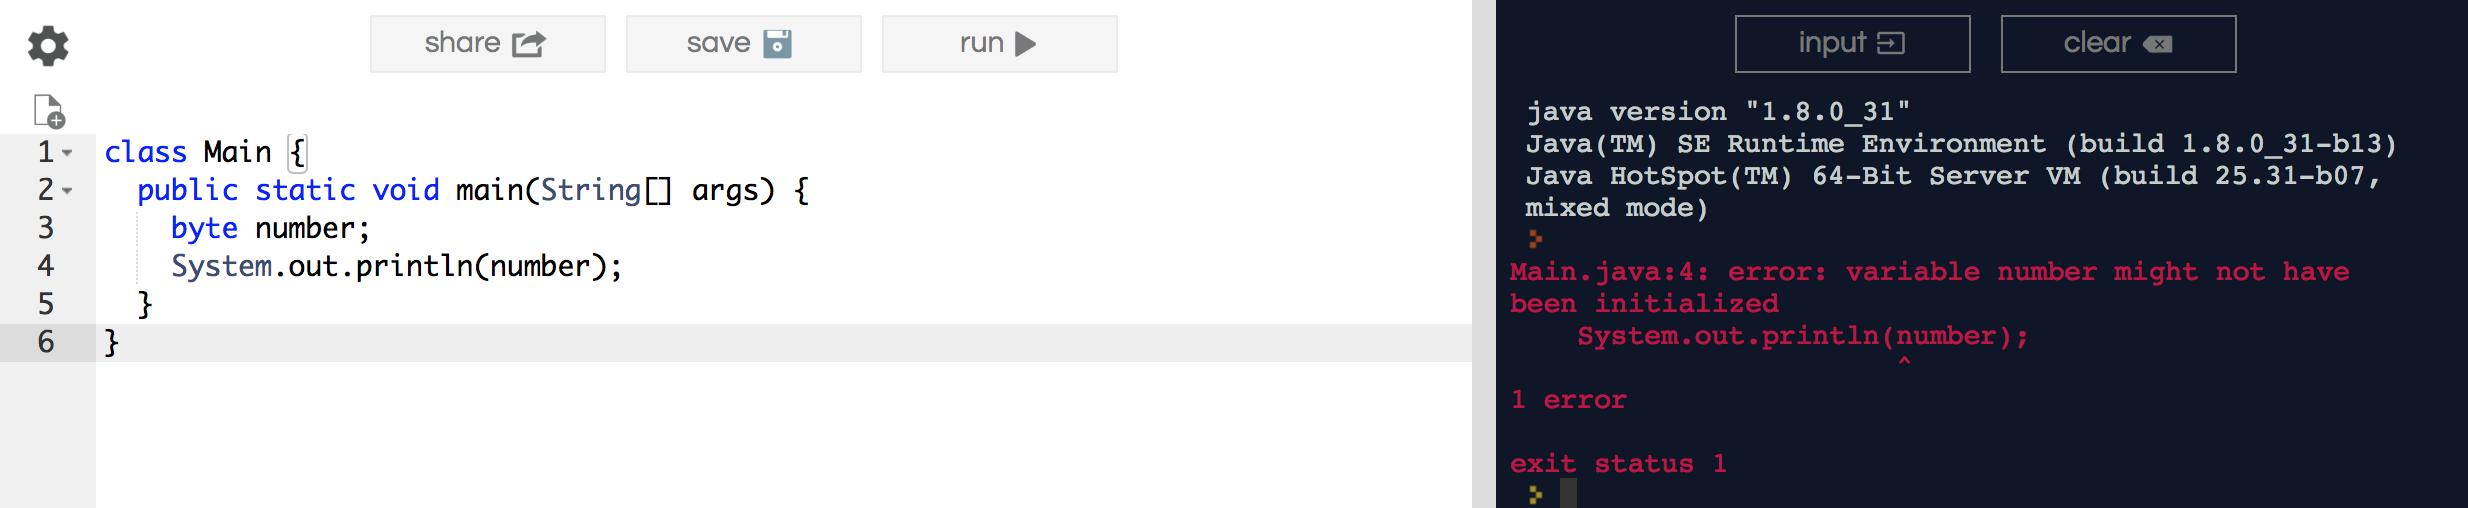 share save run
1 class Main {
2   public static void main(String[] args) {
3     byte number;
4     System.out.println(number);
5   }
6 }
input clear
java version "1.8.0_31"
Java(TM) SE Runtime Environment (build 1.8.0_31-b13)
Java HotSpot(TM) 64-Bit Server VM (build 25.31-b07,
mixed mode)
>
Main.java:4: error: variable number might not have
been initialized
    System.out.println(number);
                       ^
1 error
exit status 1
>